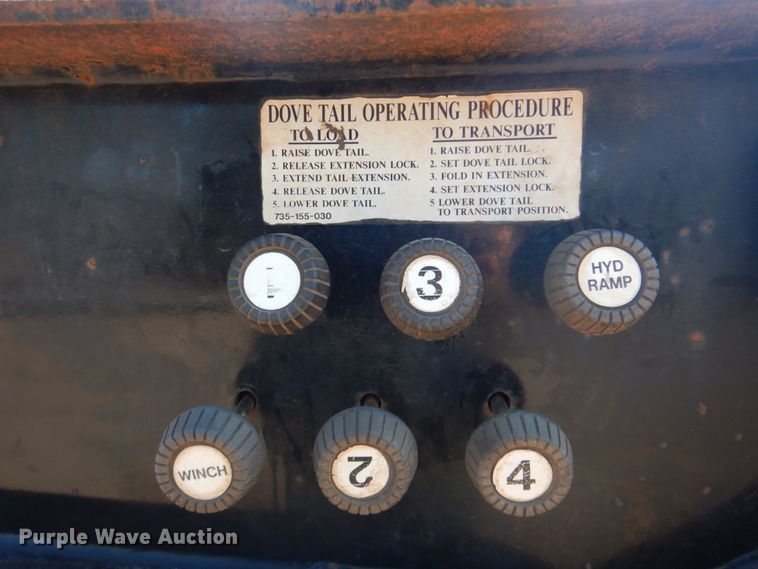 DOVE TAIL OPERATING PROCEDURE
TO LOAD
1. RAISE DOVE TAIL.
2. RELEASE EXTENSION LOCK.
3. EXTEND TAIL EXTENSION.
4. RELEASE DOVE TAIL.
5. LOWER DOVE TAIL.
735-155-030
TO TRANSPORT
1. RAISE DOVE TAIL.
2. SET DOVE TAIL LOCK.
3. FOLD IN EXTENSION.
4. SET EXTENSION LOCK.
5 LOWER DOVE TAIL
TO TRANSPORT POSITION.
1
3
HYD
RAMP
WINCH
2
4
Purple Wave Auction